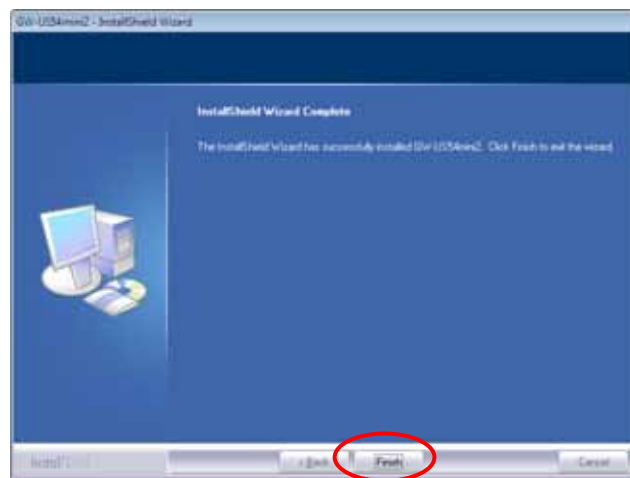 GW-US54mini2 - InstallShield Wizard
InstallShield Wizard Complete
The InstallShield Wizard has successfully installed GW-US54mini2. Click Finish to exit the wizard.
< Back
Finish
Cancel